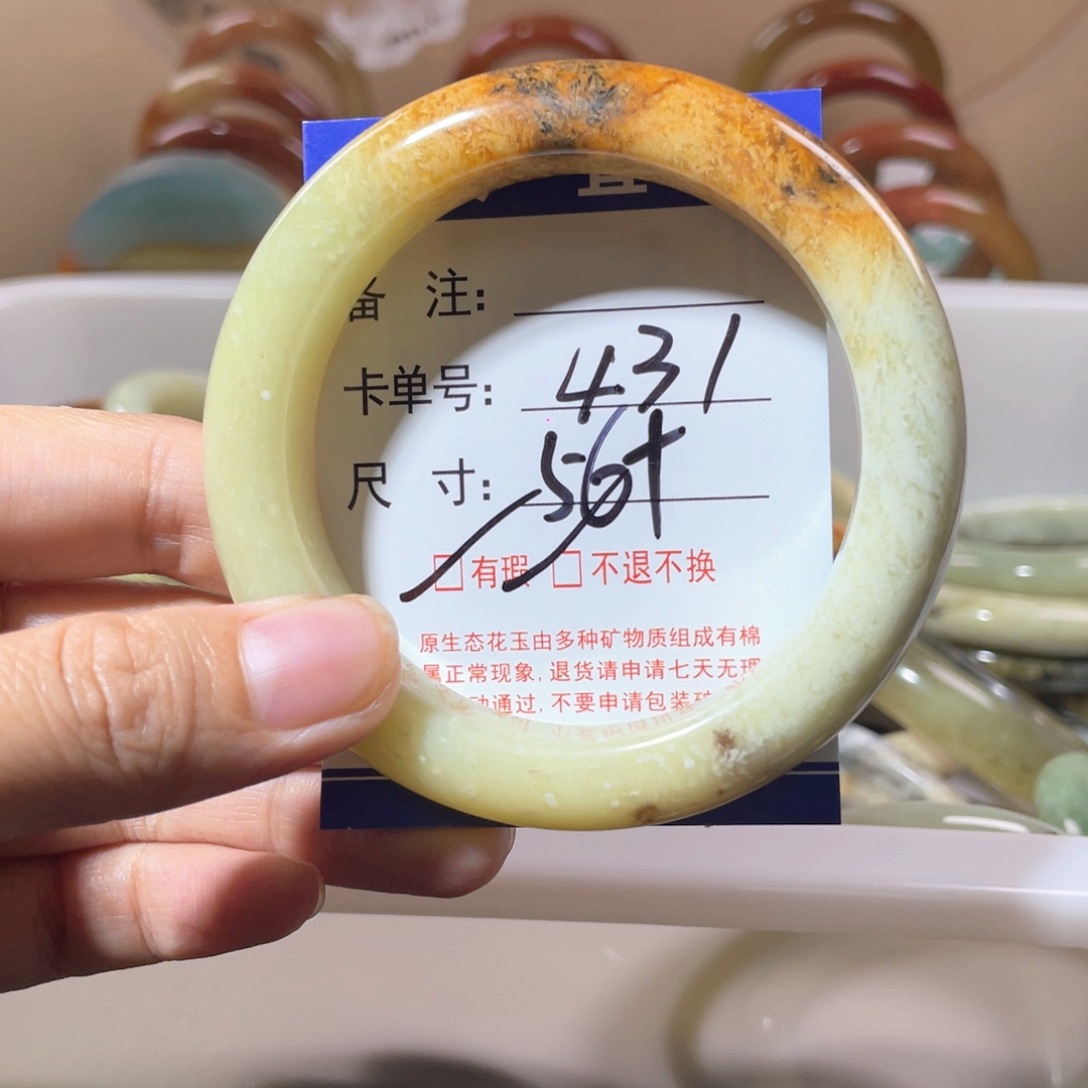 宜
备 注:
卡单号: 431
尺 寸: 56+
有瑕 不退不换
原生态花玉由多种矿物质组成有棉
属正常现象,退货请申请七天无理
动通过,不要申请包装破